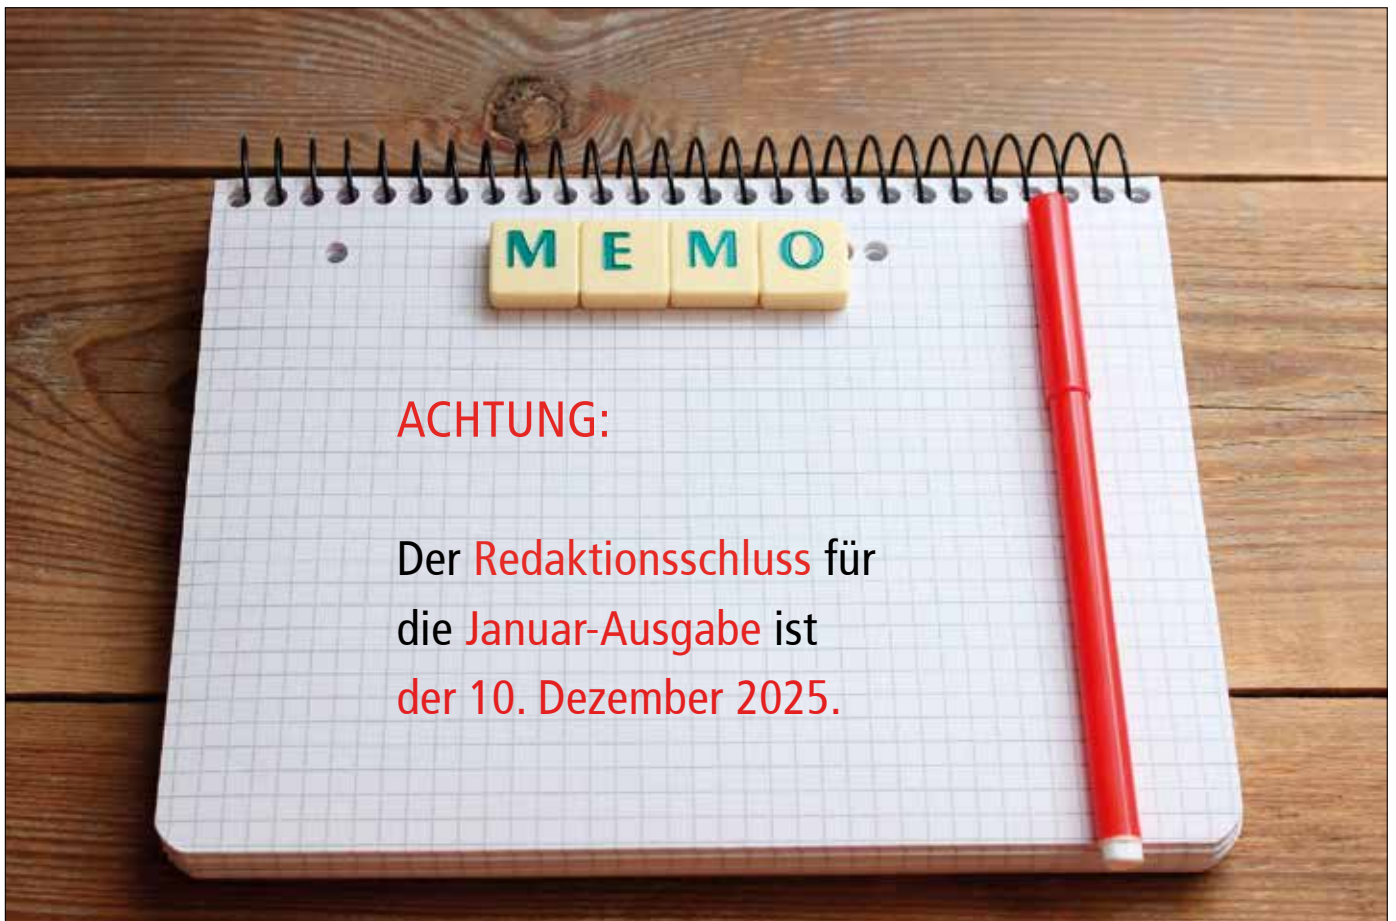 MEMO
ACHTUNG:
Der Redaktionsschluss für
die Januar-Ausgabe ist
der 10. Dezember 2025.